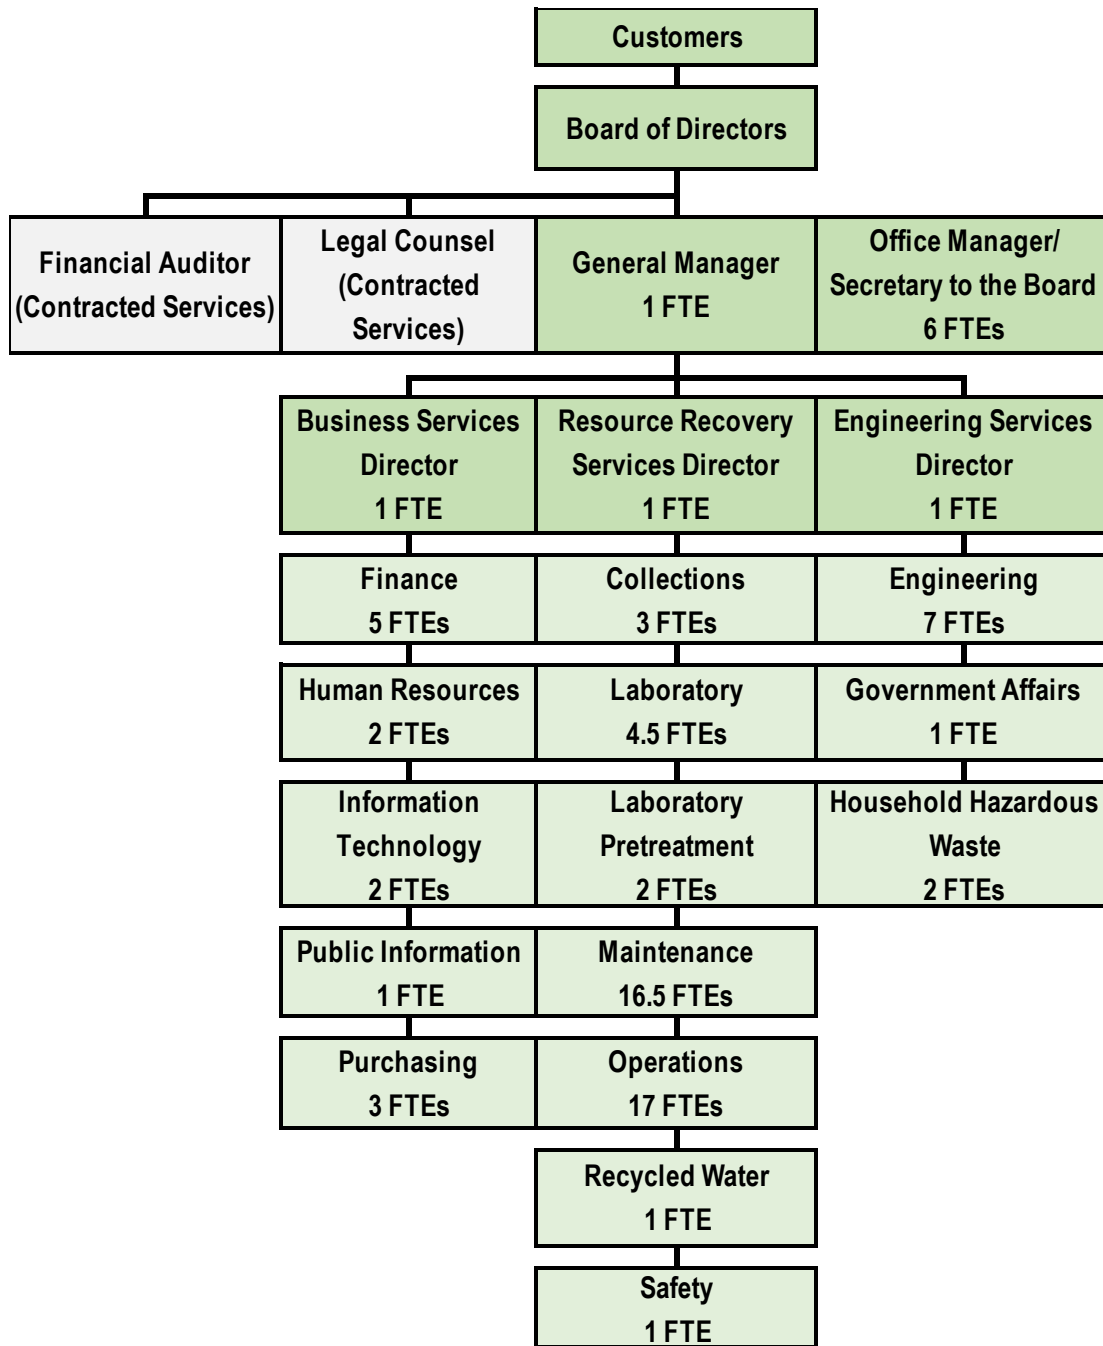 Customers
Board of Directors
Financial Auditor
(Contracted Services)
Legal Counsel
(Contracted
Services)
General Manager
1 FTE
Office Manager/
Secretary to the Board
6 FTEs
Business Services
Director
1 FTE
Resource Recovery
Services Director
1 FTE
Engineering Services
Director
1 FTE
Finance
5 FTEs
Collections
3 FTEs
Engineering
7 FTEs
Human Resources
2 FTEs
Laboratory
4.5 FTEs
Government Affairs
1 FTE
Information
Technology
2 FTEs
Laboratory
Pretreatment
2 FTEs
Household Hazardous
Waste
2 FTEs
Public Information
1 FTE
Maintenance
16.5 FTEs
Purchasing
3 FTEs
Operations
17 FTEs
Recycled Water
1 FTE
Safety
1 FTE